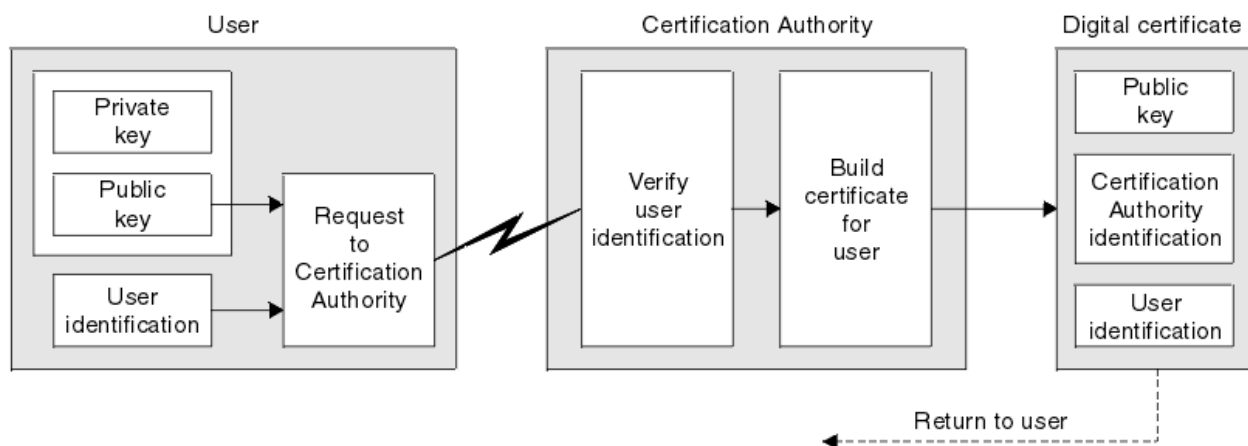 User
Certification Authority
Digital certificate
Private
key
Public
key
User
identification
Request
to
Certification
Authority
Verify
user
identification
Build
certificate
for
user
Public
key
Certification
Authority
identification
User
identification
Return to user